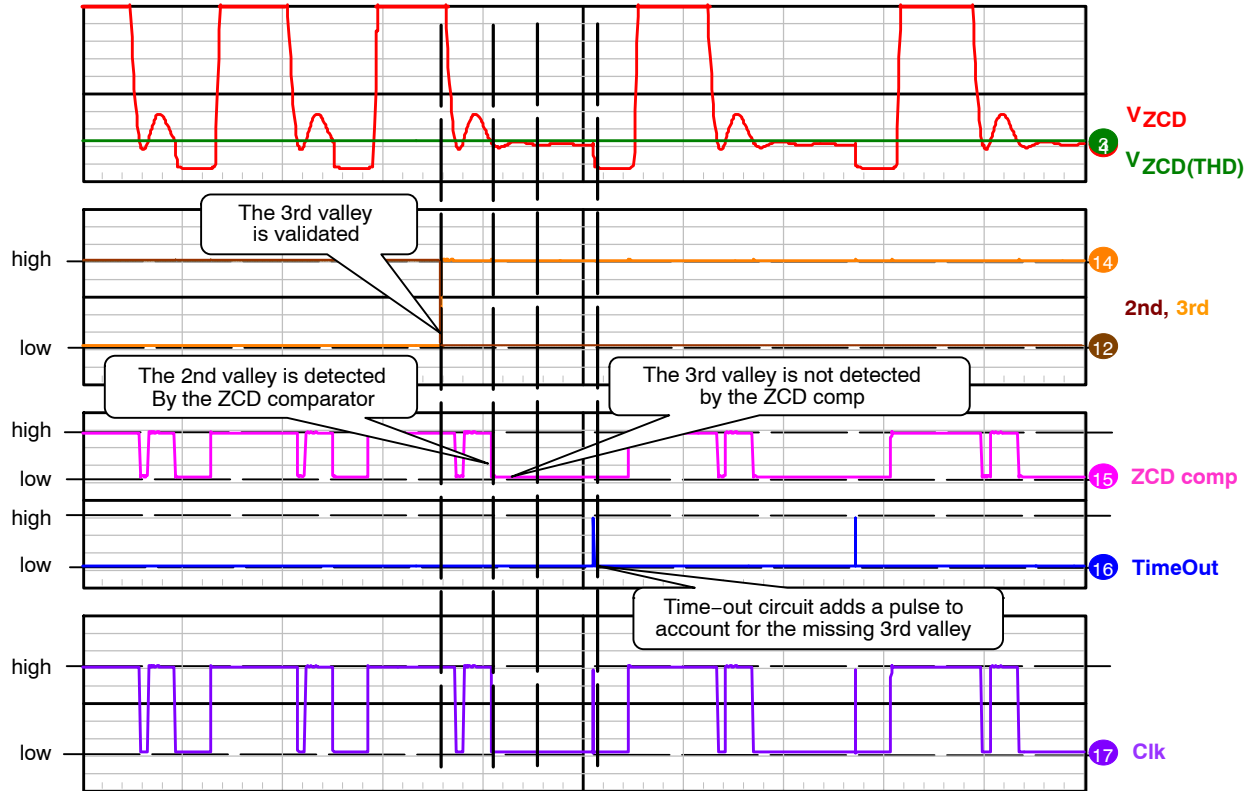 VZCD
3
4
VZCD(THD)
The 3rd valley
is validated
high
14
2nd, 3rd
low
12
The 2nd valley is detected
By the ZCD comparator
The 3rd valley is not detected
by the ZCD comp
high
low
15 ZCD comp
high
low
16 TimeOut
Time−out circuit adds a pulse to
account for the missing 3rd valley
high
low
17 Clk